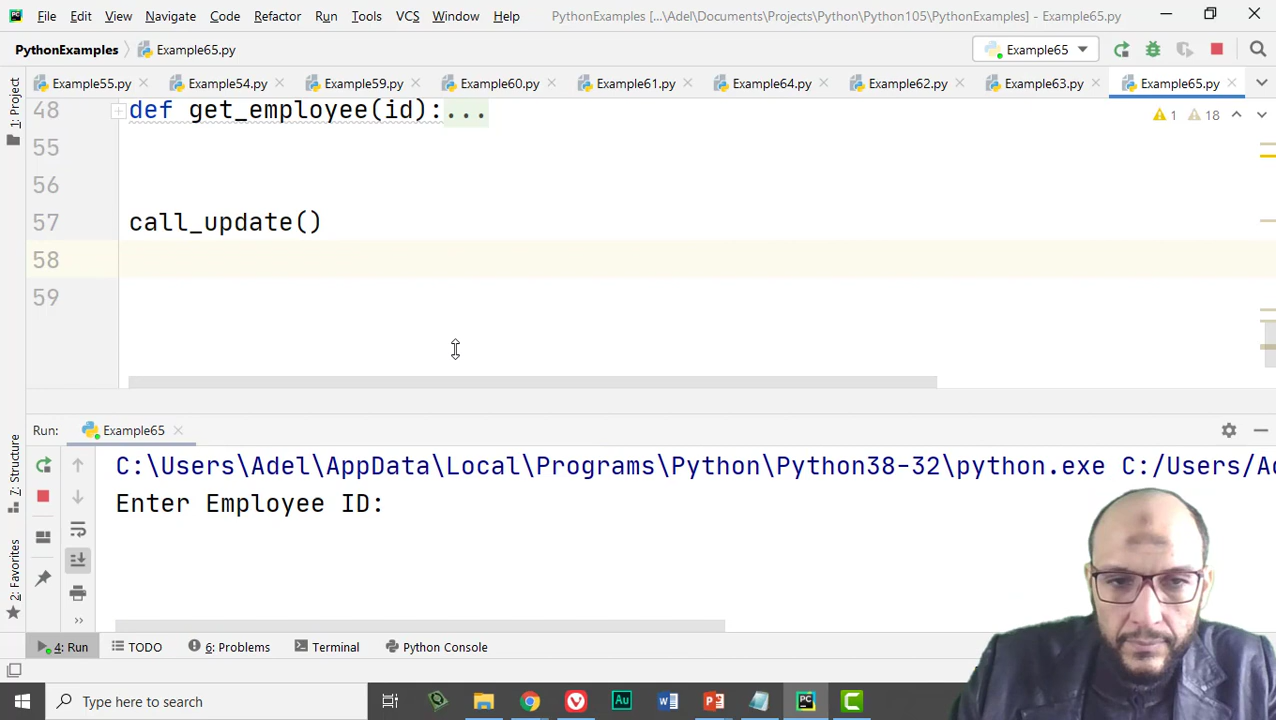 File Edit View Navigate Code Refactor Run Tools VCS Window Help PythonExamples [...\Adel\Documents\Projects\Python\Python105\PythonExamples] - Example65.py
PythonExamples Example65.py Example65
Example55.py Example54.py Example59.py Example60.py Example61.py Example64.py Example62.py Example63.py Example65.py
1: Project
48 def get_employee(id):...
1 18
55
56
57 call_update()
58
59
Run: Example65
C:\Users\Adel\AppData\Local\Programs\Python\Python38-32\python.exe C:/Users/Ad
Enter Employee ID:
Z: Structure
2: Favorites
4: Run TODO 6: Problems Terminal Python Console
Type here to search
Au